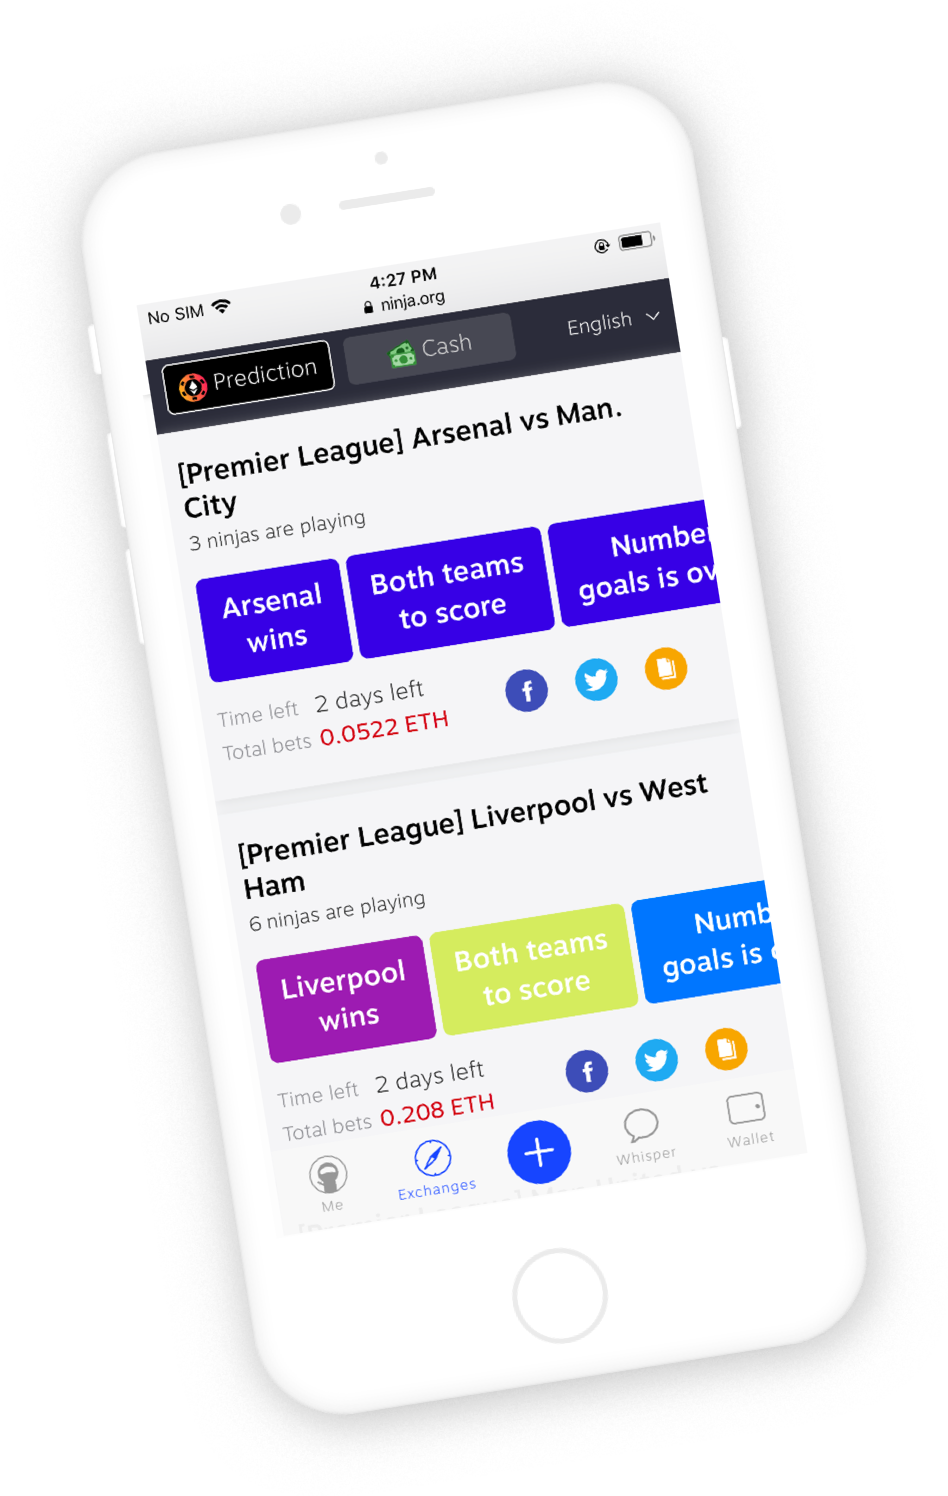 4:27 PM
No SIM
ninja.org
Prediction
Cash
English
[Premier League] Arsenal vs Man.
City
3 ninjas are playing
Arsenal
wins
Both teams
to score
Number
goals is ov
Time left 2 days left
Total bets 0.0522 ETH
[Premier League] Liverpool vs West
Ham
6 ninjas are playing
Liverpool
wins
Both teams
to score
Numb
goals is
Time left 2 days left
Total bets 0.208 ETH
Me
Exchanges
Whisper
Wallet